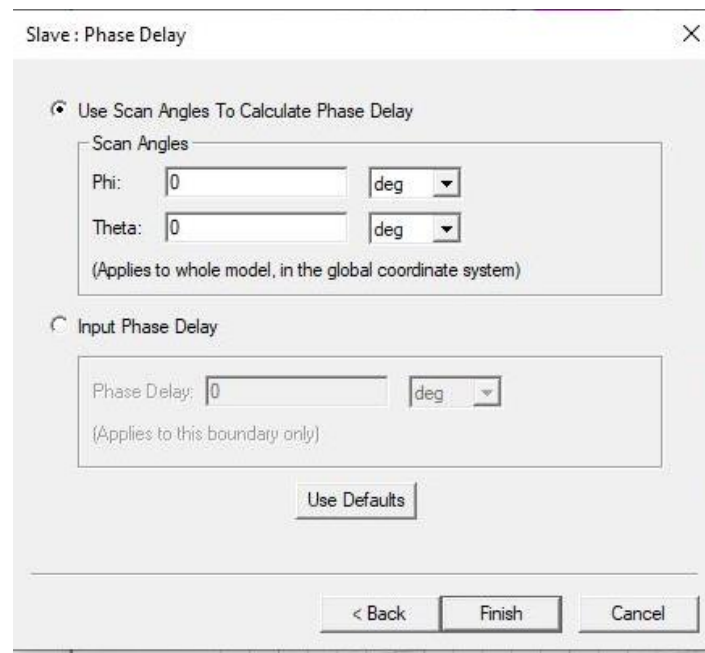 Slave : Phase Delay
Use Scan Angles To Calculate Phase Delay
Scan Angles
Phi: 0 deg
Theta: 0 deg
(Applies to whole model, in the global coordinate system)
Input Phase Delay
Phase Delay: 0 deg
(Applies to this boundary only)
Use Defaults
< Back Finish Cancel